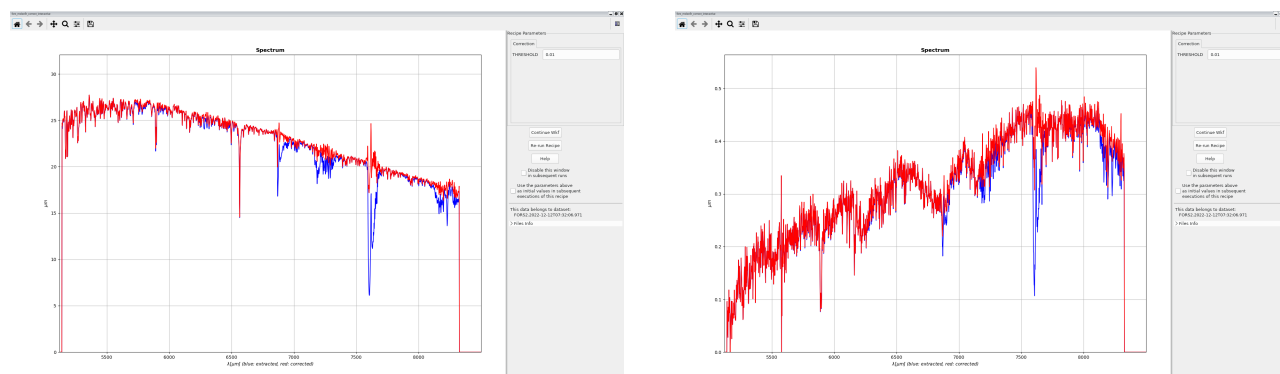 Spectrum
30
25
20
15
10
5
0
5500 6000 6500 7000 7500 8000
λ[μm] (blue: extracted, red: corrected)
μm
Recipe Parameters
Correction
THRESHOLD 0.01
Continue Wkf
Re-run Recipe
Help
Disable this window
in subsequent runs
Use the parameters above
as initial values in subsequent
executions of this recipe
This data belongs to dataset:
FORS2.2022-12-12T07:32:06.971
> Files info
Spectrum
0.5
0.4
0.3
0.2
0.1
0.0
5500 6000 6500 7000 7500 8000
λ[μm] (blue: extracted, red: corrected)
μm
Recipe Parameters
Correction
THRESHOLD 0.01
Continue Wkf
Re-run Recipe
Help
Disable this window
in subsequent runs
Use the parameters above
as initial values in subsequent
executions of this recipe
This data belongs to dataset:
FORS2.2022-12-12T07:32:06.971
> Files info